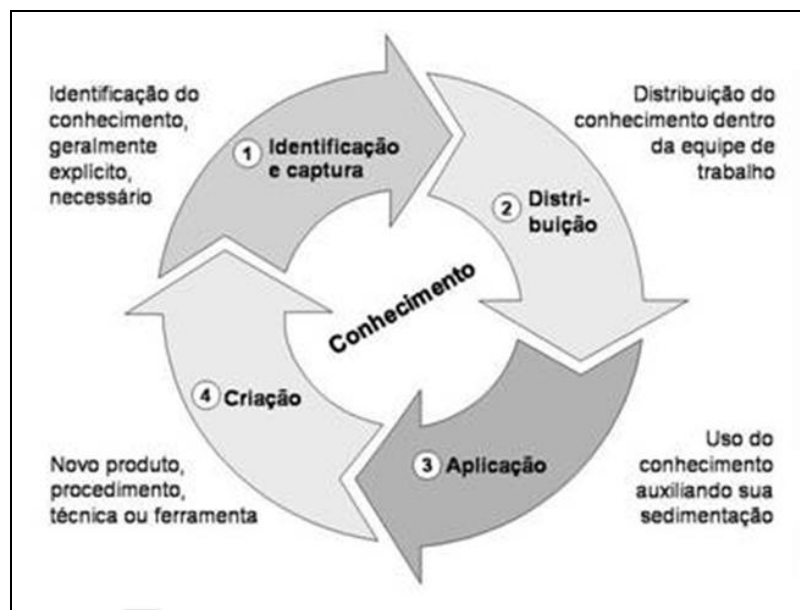 Identificação do
conhecimento,
geralmente
explícito,
necessário
1 Identificação
e captura
Distribuição do
conhecimento dentro
da equipe de
trabalho
2 Distri-
buição
Conhecimento
4 Criação
3 Aplicação
Novo produto,
procedimento,
técnica ou ferramenta
Uso do
conhecimento
auxiliando sua
sedimentação